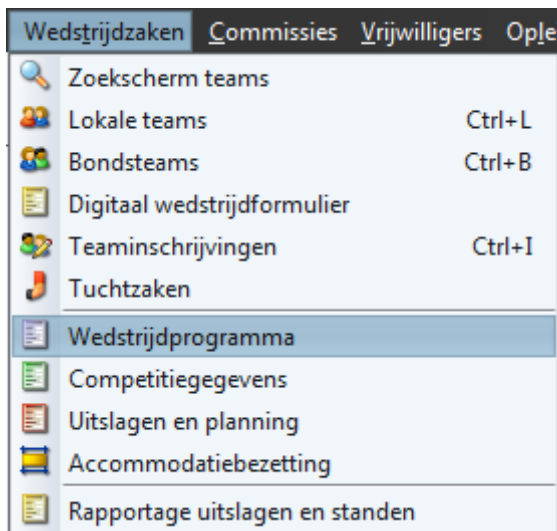 Wedstrijdzaken Commissies Vrijwilligers Ople
Zoekscherm teams
Lokale teams Ctrl+L
Bondsteams Ctrl+B
Digitaal wedstrijdformulier
Teaminschrijvingen Ctrl+I
Tuchtzaken
Wedstrijdprogramma
Competitiegegevens
Uitslagen en planning
Accommodatiebezetting
Rapportage uitslagen en standen